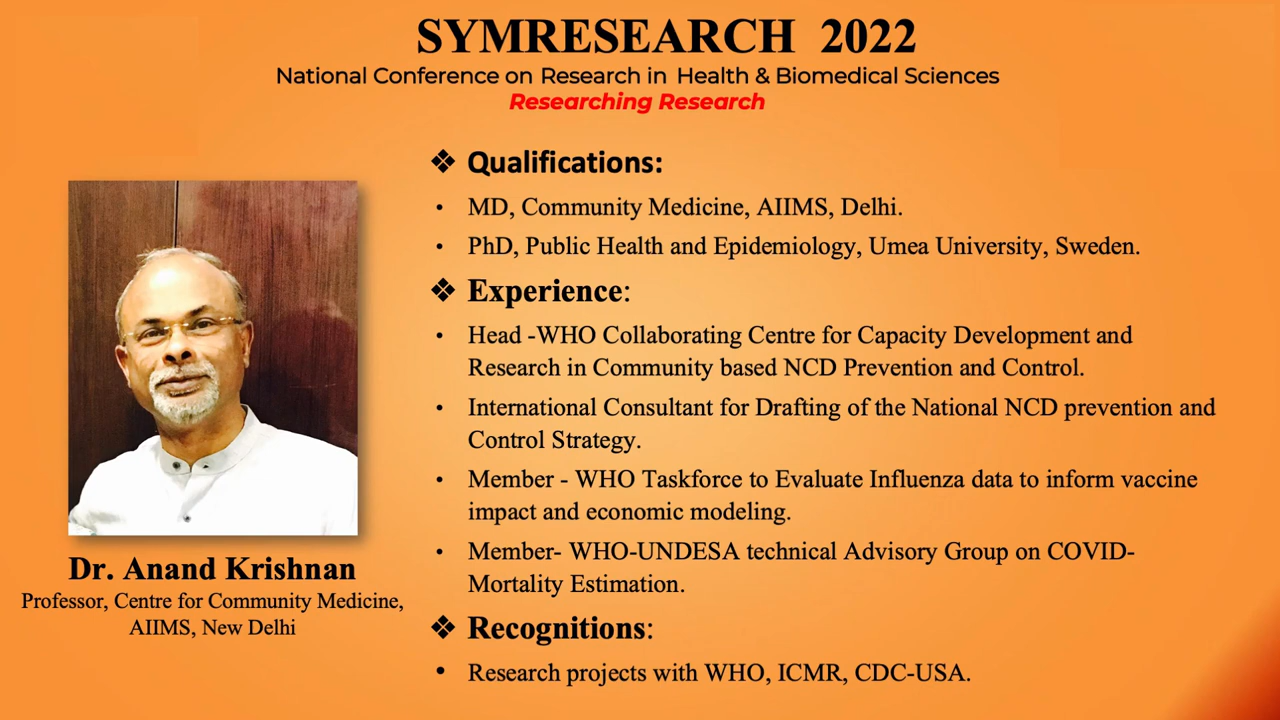 SYMRESEARCH 2022
National Conference on Research in Health & Biomedical Sciences
Researching Research
Dr. Anand Krishnan
Professor, Centre for Community Medicine,
AIIMS, New Delhi
❖ Qualifications:
• MD, Community Medicine, AIIMS, Delhi.
• PhD, Public Health and Epidemiology, Umea University, Sweden.
❖ Experience:
• Head -WHO Collaborating Centre for Capacity Development and
Research in Community based NCD Prevention and Control.
• International Consultant for Drafting of the National NCD prevention and
Control Strategy.
• Member - WHO Taskforce to Evaluate Influenza data to inform vaccine
impact and economic modeling.
• Member- WHO-UNDESA technical Advisory Group on COVID-
Mortality Estimation.
❖ Recognitions:
• Research projects with WHO, ICMR, CDC-USA.